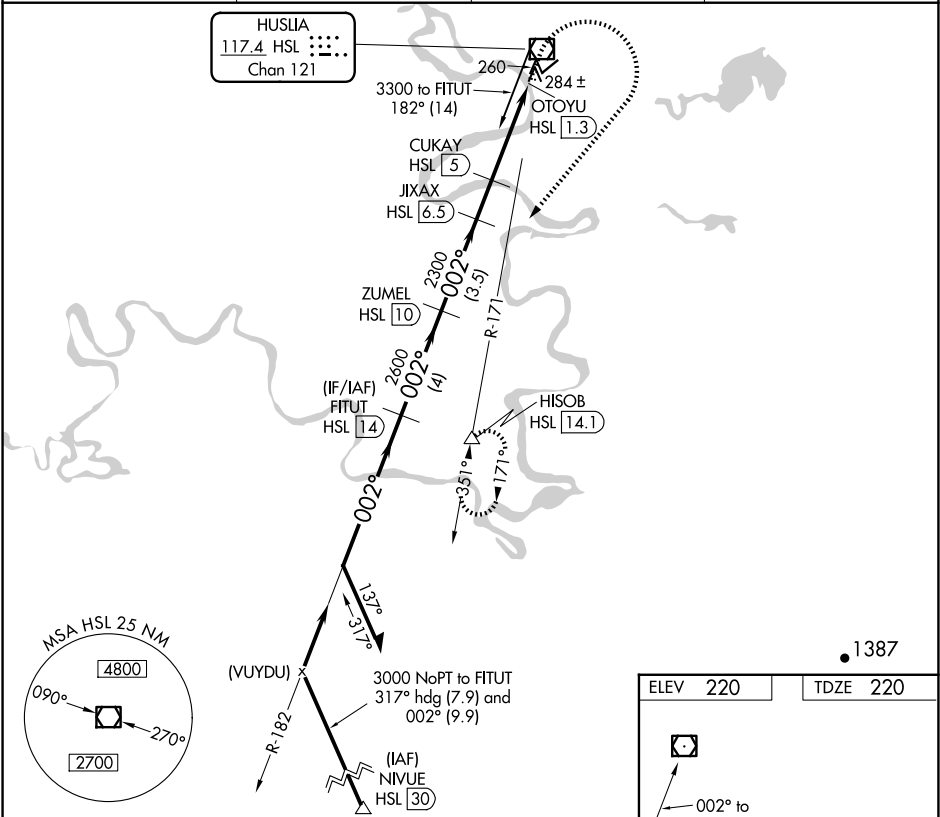 HUSLIA
117.4 HSL
Chan 121
260
284 ±
3300 to FITUT
182° (14)
OTOYU
HSL 1.3
CUKAY
HSL 5
JIXAX
HSL 6.5
2300
002°
(3.5)
R-171
ZUMEL
HSL 10
2600
002°
(4)
(IF/IAF)
FITUT
HSL 14
HISOB
HSL 14.1
351°
171°
002°
137°
317°
MSA HSL 25 NM
4800
090°
270°
2700
(VUYDU)
R-182
3000 NoPT to FITUT
317° hdg (7.9) and
002° (9.9)
(IAF)
NIVUE
HSL 30
1387
ELEV 220
TDZE 220
002° to